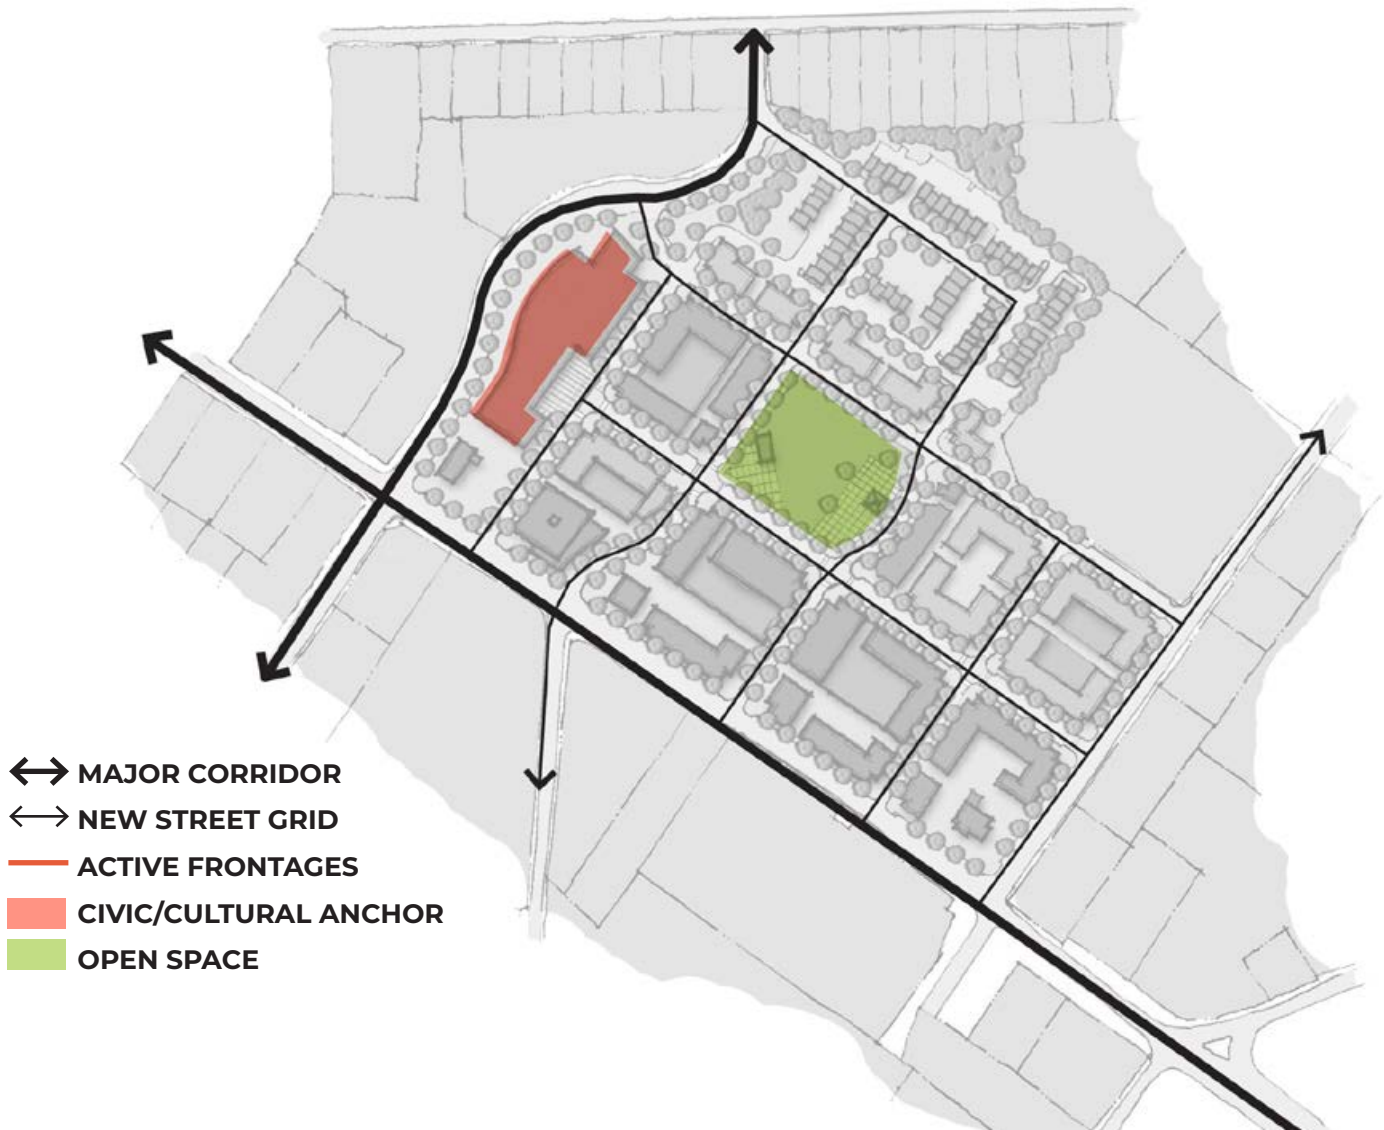 MAJOR CORRIDOR
NEW STREET GRID
ACTIVE FRONTAGES
CIVIC/CULTURAL ANCHOR
OPEN SPACE